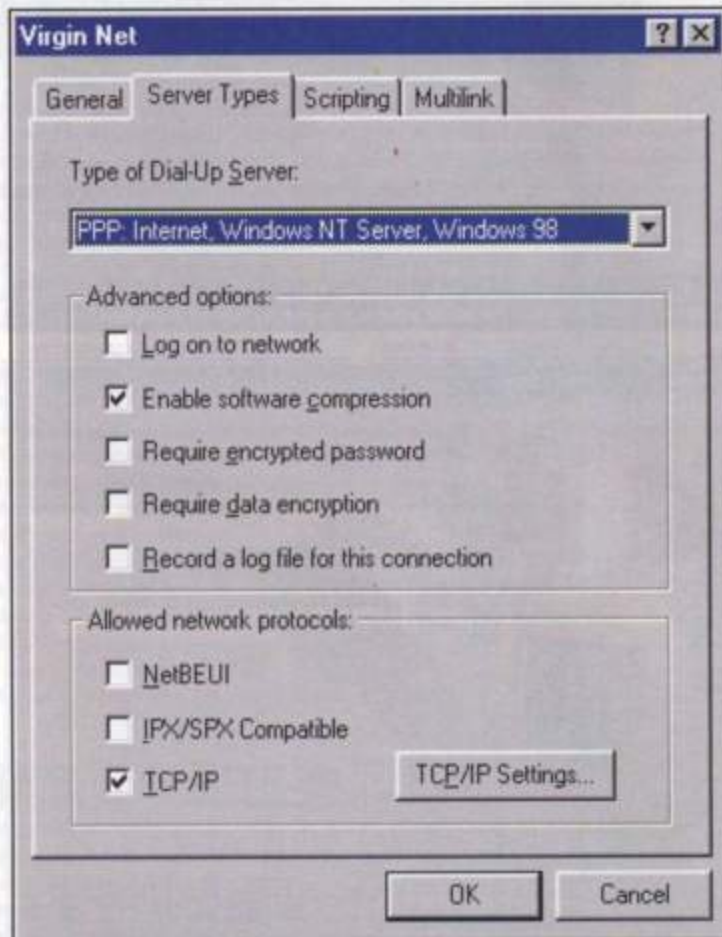 Virgin Net
General Server Types Scripting Multilink
Type of Dial-Up Server:
PPP: Internet, Windows NT Server, Windows 98
Advanced options:
Log on to network
Enable software compression
Require encrypted password
Require data encryption
Record a log file for this connection
Allowed network protocols:
NetBEUI
IPX/SPX Compatible
TCP/IP TCP/IP Settings...
OK Cancel